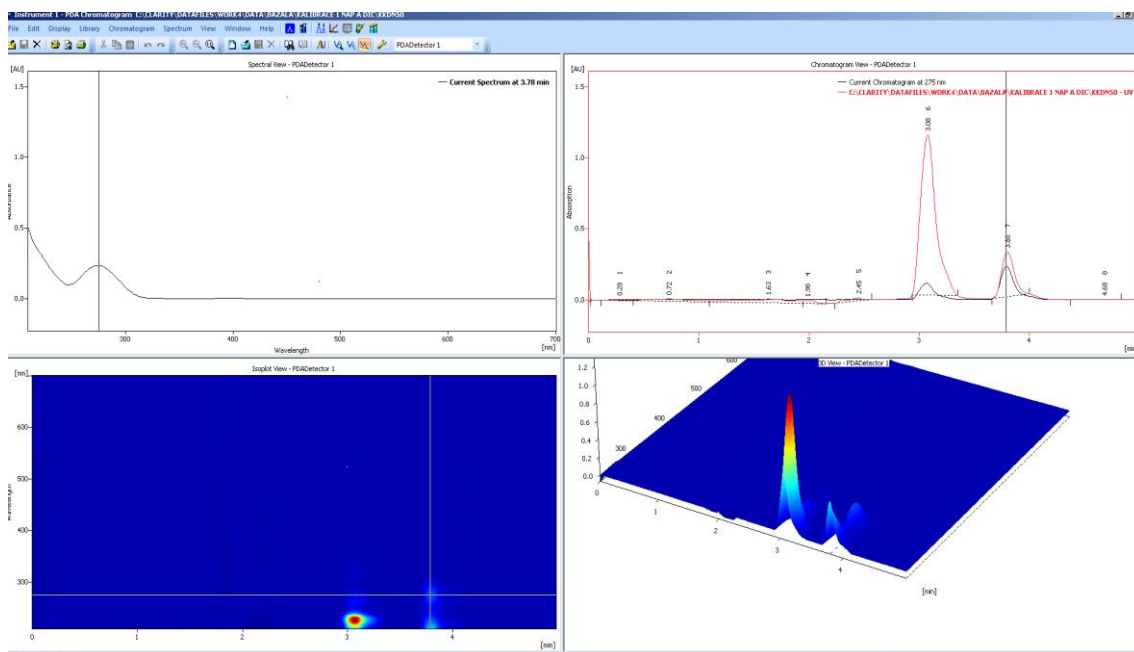 Instrument 1 - PDA Chromatogram C:\CLARITY\DATAFILES\WORK4\DATA\BAZALA\KALIBRACE 1 NAP A DIC\KKDN50
File Edit Display Library Chromatogram Spectrum View Window Help
PDADetector 1
Spectral View - PDADetector 1
[AU]
Current Spectrum at 3.78 min
1.5
1.0
0.5
0.0
Absorbance
300 400 500 600 700
Wavelength
[nm]
Chromatogram View - PDADetector 1
[AU]
Current Chromatogram at 275 nm
C:\CLARITY\DATAFILES\WORK4\DATA\BAZALA\KALIBRACE 1 NAP A DIC\KKDN50 - UV
1.5
1.0
0.5
0.0
Absorption
0.28 1
0.72 2
1.63 3
1.98 4
2.45 5
3.08 6
3.80 7
4.68 8
0 1 2 3 4
Isoplot View - PDADetector 1
[nm]
600
500
400
300
0 1 2 3 4
3D View - PDADetector 1
1.2
1.0
0.8
0.6
0.4
0.2
0.0
600
500
400
300
0 1 2 3 4
[min]